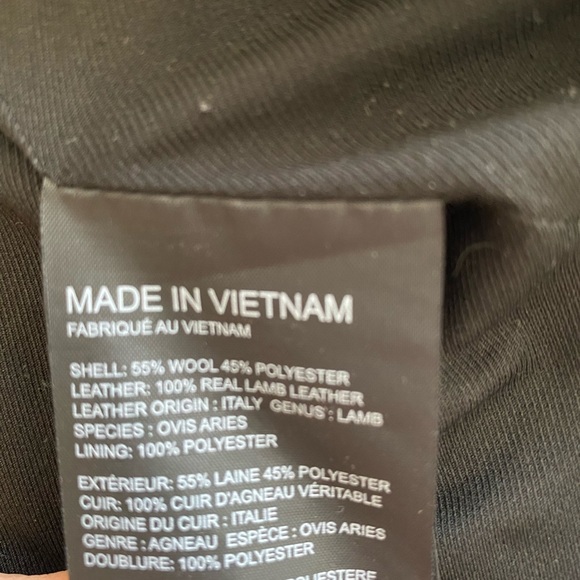 MADE IN VIETNAM
FABRIQUÉ AU VIETNAM
SHELL: 55% WOOL 45% POLYESTER
LEATHER: 100% REAL LAMB LEATHER
LEATHER ORIGIN : ITALY GENUS : LAMB
SPECIES : OVIS ARIES
LINING: 100% POLYESTER
EXTÉRIEUR: 55% LAINE 45% POLYESTER
CUIR: 100% CUIR D'AGNEAU VÉRITABLE
ORIGINE DU CUIR : ITALIE
GENRE : AGNEAU ESPÈCE : OVIS ARIES
DOUBLURE: 100% POLYESTER